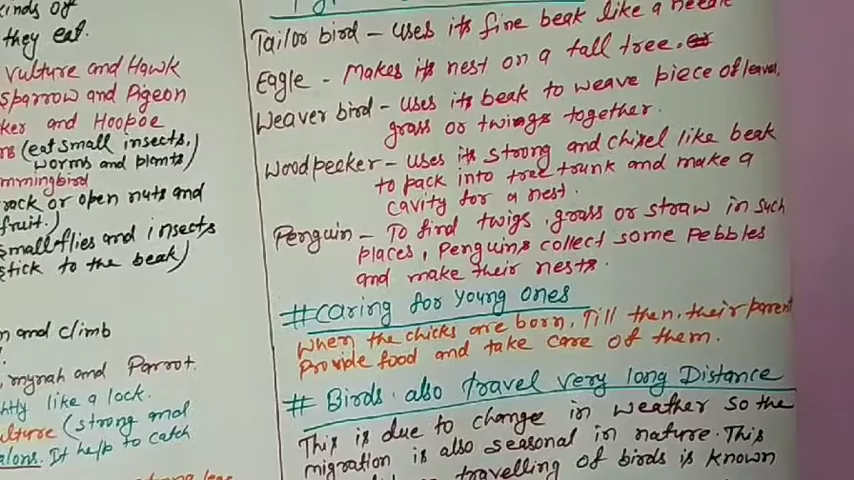 kinds of
they eat.
Vulture and Hawk
Sparrow and Pigeon
and Hoopoe
(eat small insects,
worms and plants)
mmingbird
or open nuts and
fruit.)
small flies and insects
stick to the beak)
and climb
mynah and Parrot.
like a lock.
(strong and
It help to catch
Tailor bird - uses its fine beak like a needle
Eagle - Makes its nest on a tall tree.
Weaver bird - uses its beak to weave piece of leaves,
grass or twings together.
Woodpecker - uses its strong and chisel like beak
to pack into tree trunk and make a
cavity for a nest.
Penguin - To find twigs, grass or straw in such
places, Penguins collect some Pebbles
and make their nests.
# Caring for Young Ones
When the chicks are born, Till then, their parent
Provide food and take care of them.
# Birds also travel very long Distance
This is due to change in weather so the
migration is also seasonal in nature. This
travelling of birds is known